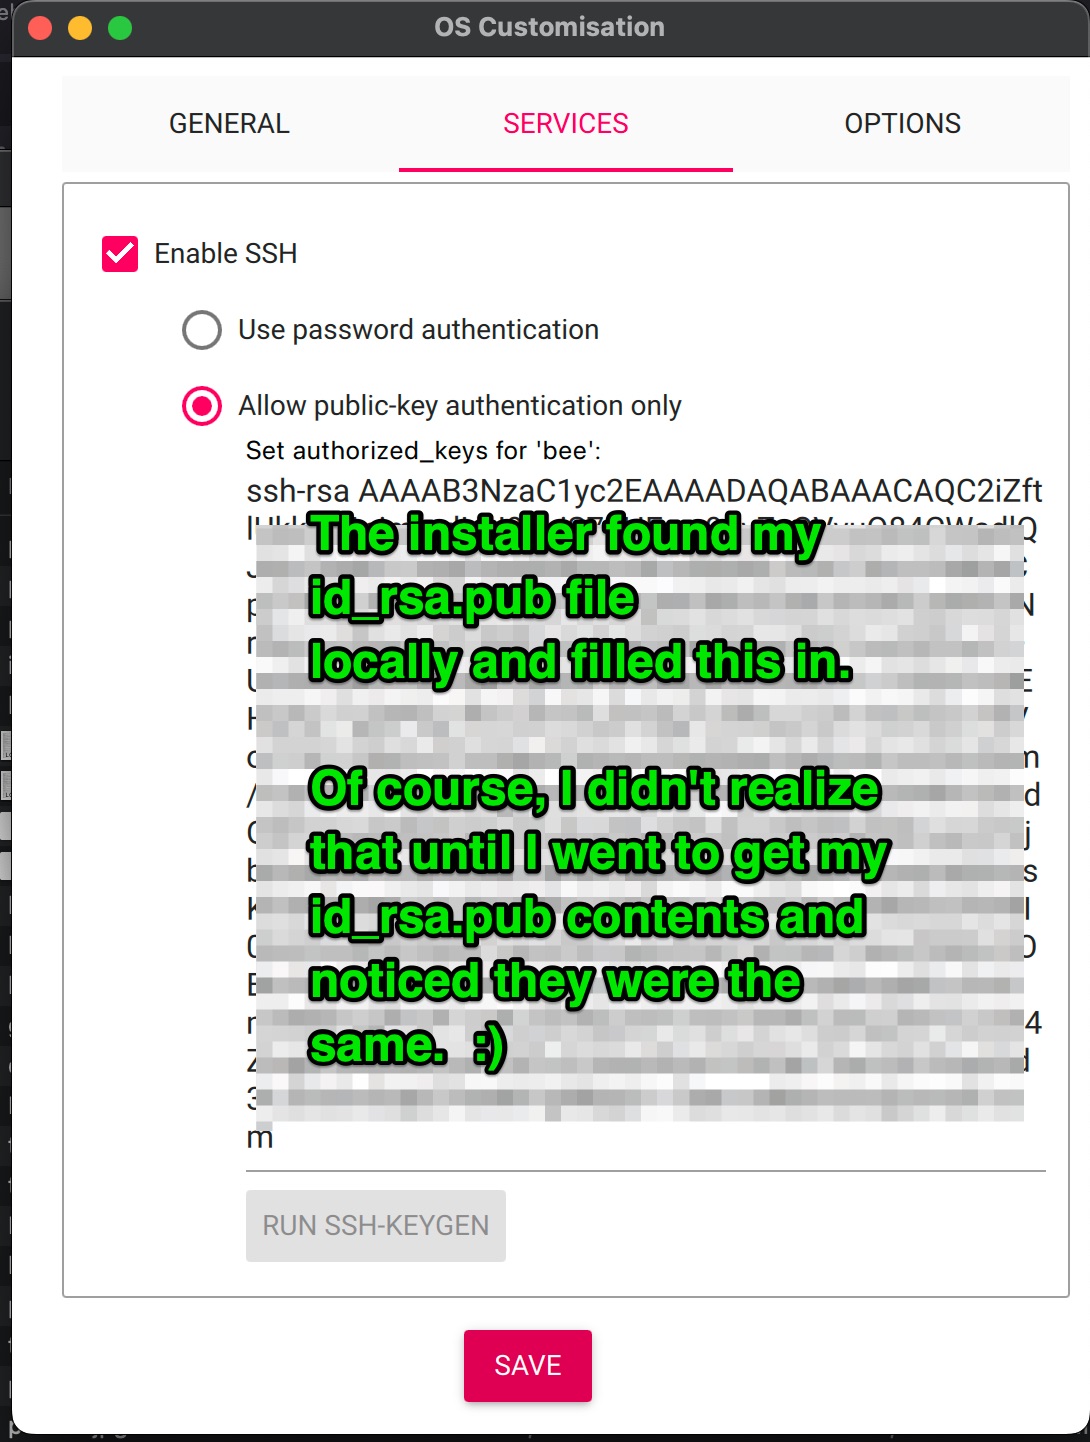 OS Customisation
GENERAL
SERVICES
OPTIONS
Enable SSH
Use password authentication
Allow public-key authentication only
Set authorized_keys for 'bee':
ssh-rsa AAAAB3NzaC1yc2EAAAADAQABAAACAQC2iZft
The installer found my
id_rsa.pub file
locally and filled this in.
Of course, I didn't realize
that until I went to get my
id_rsa.pub contents and
noticed they were the
same. :)
m
RUN SSH-KEYGEN
SAVE